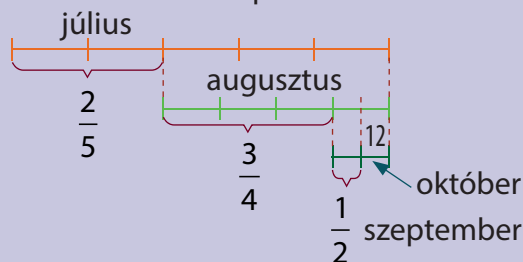 július
2/5
augusztus
3/4
12
október
1/2
szeptember